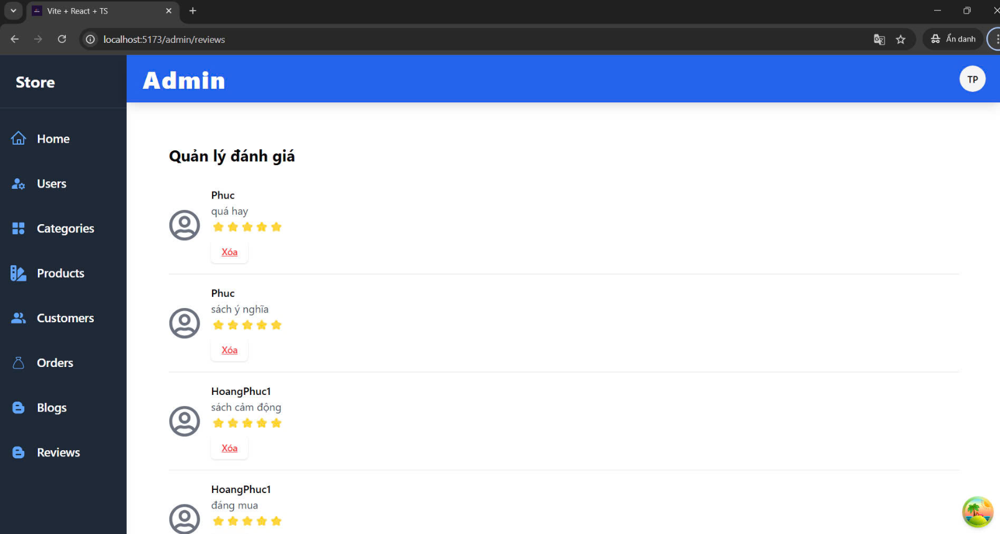 Vite + React + TS
localhost:5173/admin/reviews
Ẩn danh
Store
Admin
TP
Home
Users
Categories
Products
Customers
Orders
Blogs
Reviews
Quản lý đánh giá
Phuc
quá hay
Xóa
Phuc
sách ý nghĩa
Xóa
HoangPhuc1
sách cảm động
Xóa
HoangPhuc1
đáng mua